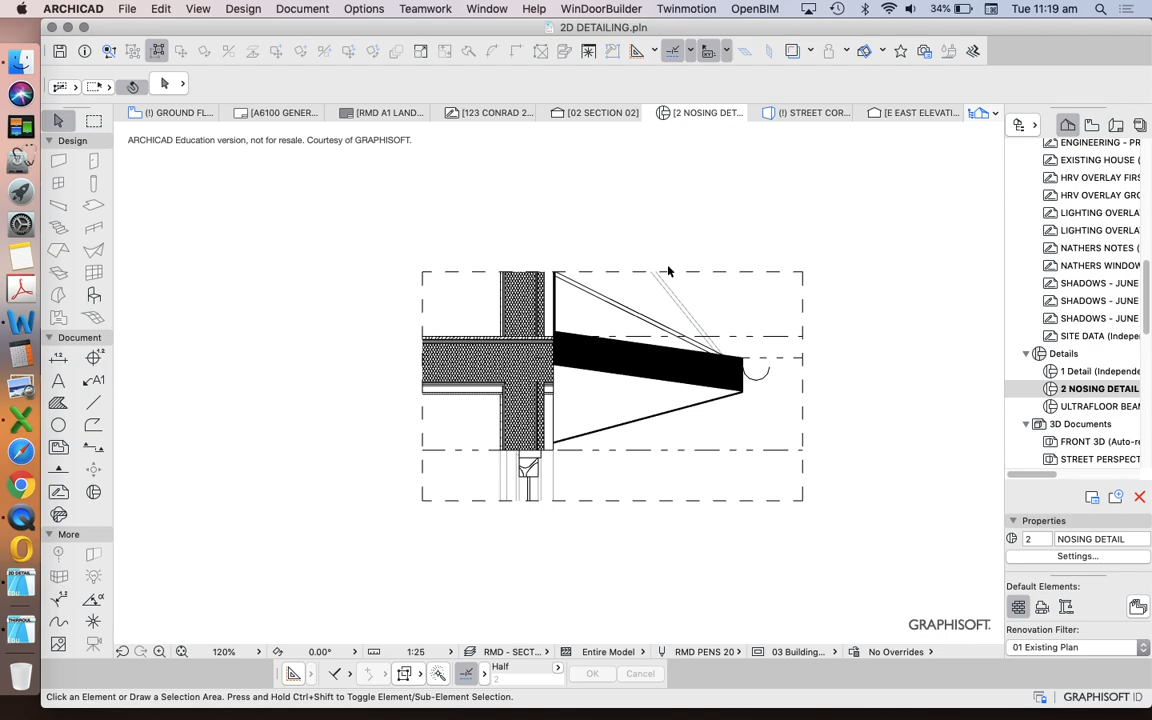 ARCHICAD File Edit View Design Document Options Teamwork Window Help WinDoorBuilder Twinmotion OpenBIM 34% Tue 11:19 am
2D DETAILING.pln
(!) GROUND FL... [A6100 GENER... [RMD A1 LAND... [123 CONRAD 2... [02 SECTION 02] [2 NOSING DET... (!) STREET COR... [E EAST ELEVATI...
ARCHICAD Education version, not for resale. Courtesy of GRAPHISOFT.
Design
Document
More
ENGINEERING - PR
EXISTING HOUSE (
HRV OVERLAY FIRS
HRV OVERLAY GRO
LIGHTING OVERLA
LIGHTING OVERLA
NATHERS NOTES (
NATHERS WINDOW
SHADOWS - JUNE
SHADOWS - JUNE
SHADOWS - JUNE
SITE DATA (Indepe
Details
1 Detail (Independe
2 NOSING DETAIL
ULTRAFLOOR BEAM
3D Documents
FRONT 3D (Auto-re
STREET PERSPECT
Properties
2 NOSING DETAIL
Settings...
Default Elements:
Renovation Filter:
01 Existing Plan
GRAPHISOFT.
120% 0.00° 1:25 RMD - SECT... Entire Model RMD PENS 20 03 Building... No Overrides
Half
2
OK Cancel
Click an Element or Draw a Selection Area. Press and Hold Ctrl+Shift to Toggle Element/Sub-Element Selection.
GRAPHISOFT ID